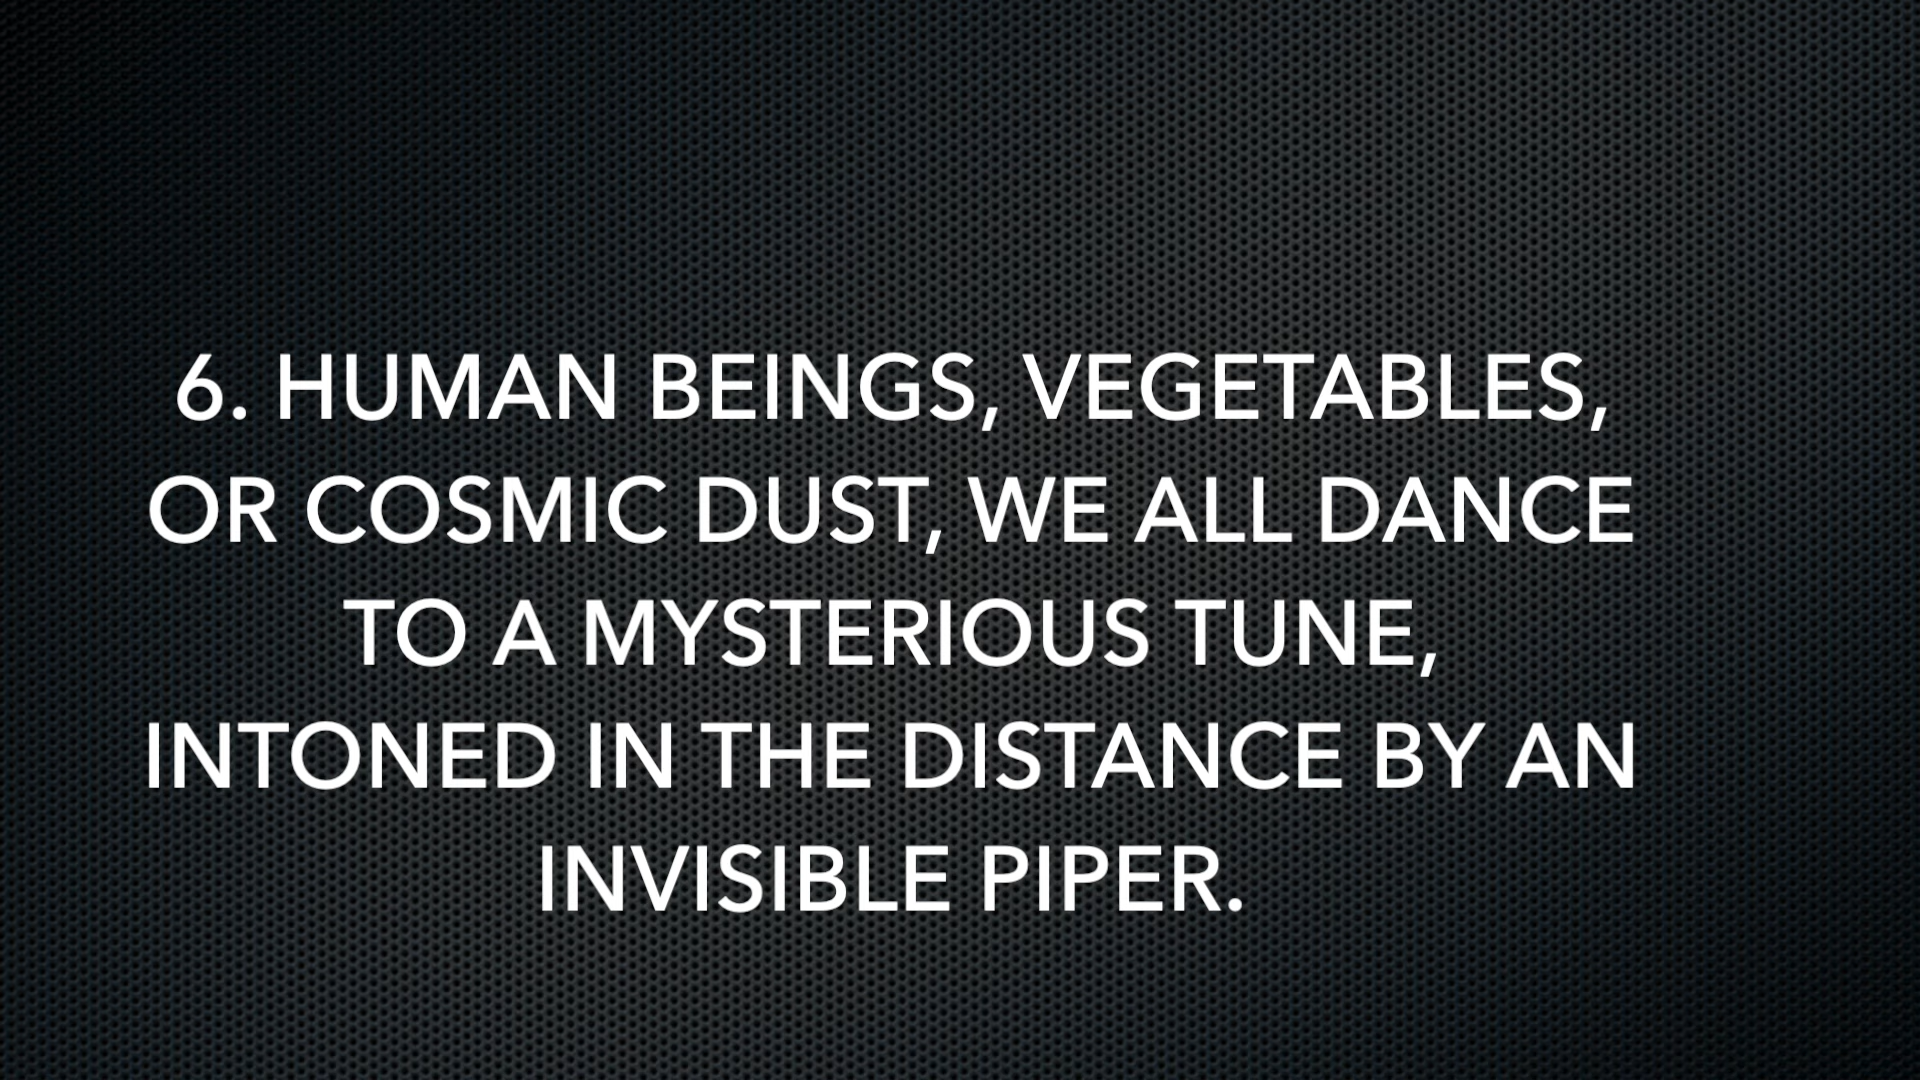 6. HUMAN BEINGS, VEGETABLES,
OR COSMIC DUST, WE ALL DANCE
TO A MYSTERIOUS TUNE,
INTONED IN THE DISTANCE BY AN
INVISIBLE PIPER.